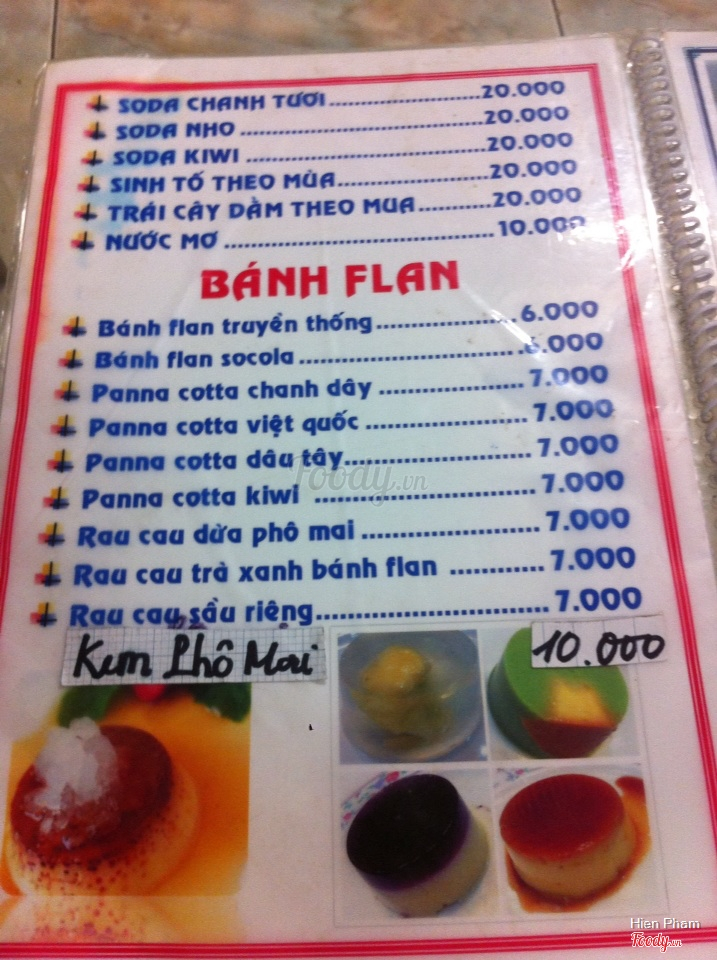 SODA CHANH TƯƠI..........................20.000
SODA NHO..........................20.000
SODA KIWI..........................20.000
SINH TỐ THEO MÙA..........................20.000
TRÁI CÂY DẦM THEO MUA..........................20.000
NƯỚC MƠ..........................10.000
BÁNH FLAN
Bánh flan truyền thống..........................6.000
Bánh flan socola..........................6.000
Panna cotta chanh dây..........................7.000
Panna cotta việt quốc..........................7.000
Panna cotta dâu tây..........................7.000
Panna cotta kiwi..........................7.000
Rau cau dừa phô mai..........................7.000
Rau cau trà xanh bánh flan..........................7.000
Rau cau sầu riêng..........................7.000
Kem Phô Mai 10.000
Foody.vn
Hien Pham
Foody.vn